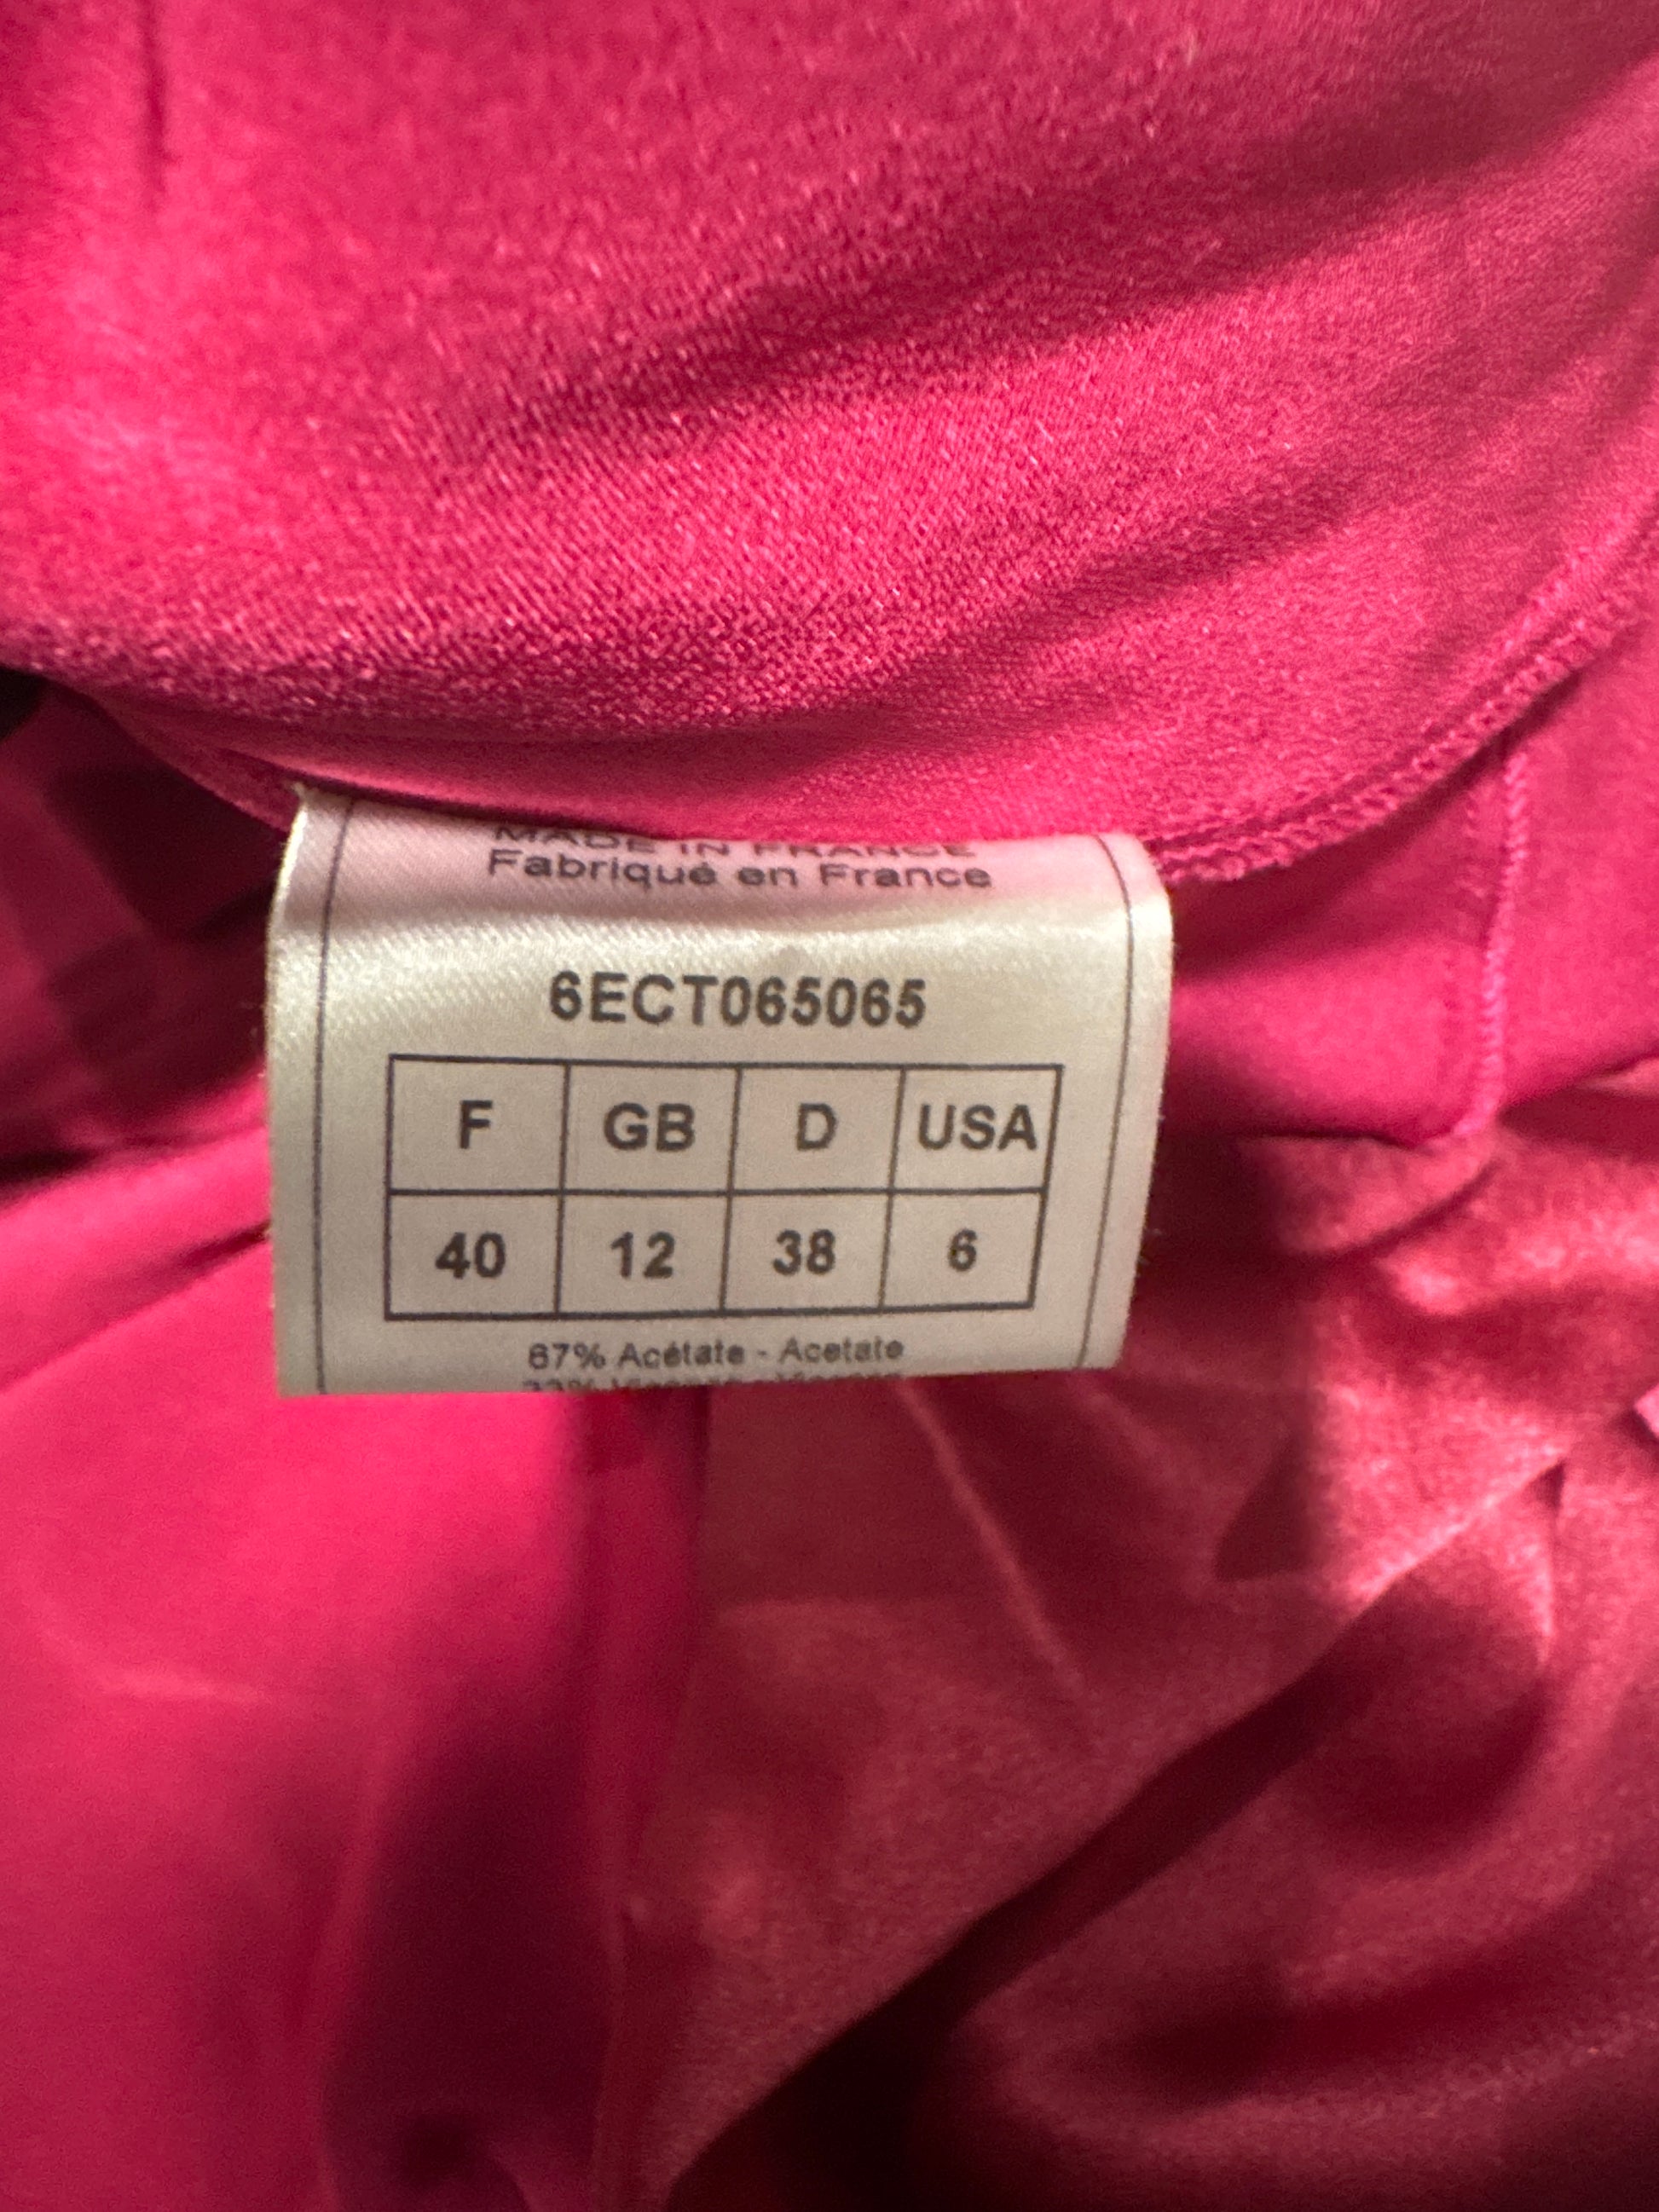 MADE IN FRANCE
Fabriqué en France
6ECT065065
F GB D USA
40 12 38 6
67% Acétate - Acetate